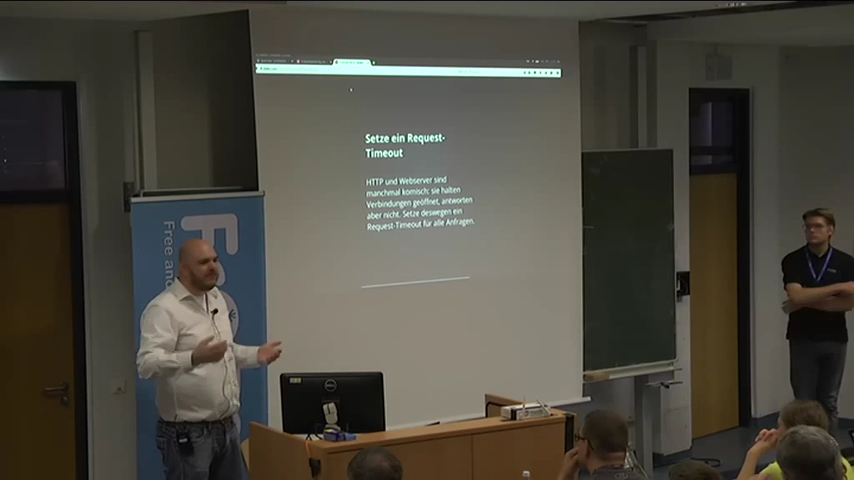 Setze ein Request-
Timeout
HTTP und Webserver sind
manchmal komisch: sie halten
Verbindungen geöffnet, antworten
aber nicht. Setze deswegen ein
Request-Timeout für alle Anfragen.
Free and
DELL